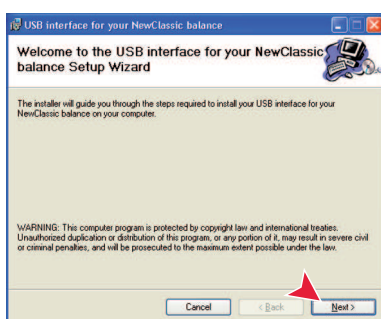 USB interface for your NewClassic balance
Welcome to the USB interface for your NewClassic
balance Setup Wizard
The installer will guide you through the steps required to install your USB interface for your
NewClassic balance on your computer.
WARNING: This computer program is protected by copyright law and international treaties.
Unauthorized duplication or distribution of this program, or any portion of it, may result in severe civil
or criminal penalties, and will be prosecuted to the maximum extent possible under the law.
Cancel
< Back
Next >